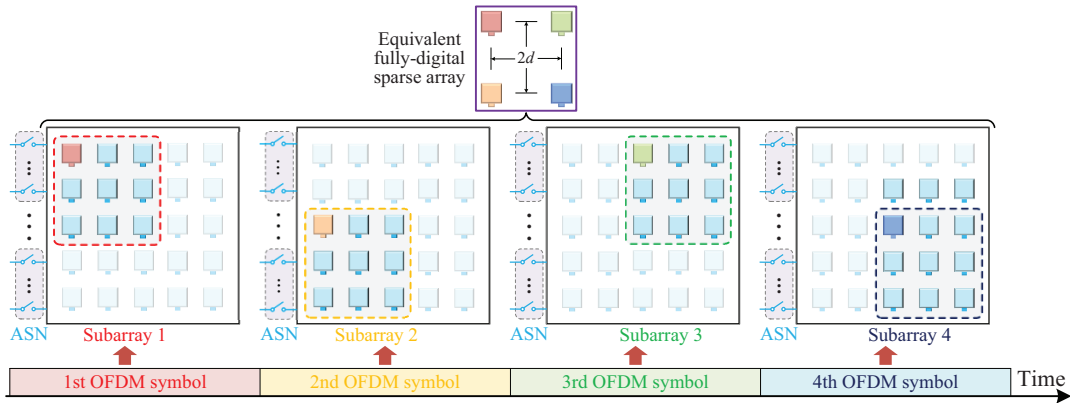 Equivalent
fully-digital
sparse array
2d
ASN
Subarray 1
ASN
Subarray 2
ASN
Subarray 3
ASN
Subarray 4
1st OFDM symbol
2nd OFDM symbol
3rd OFDM symbol
4th OFDM symbol
Time